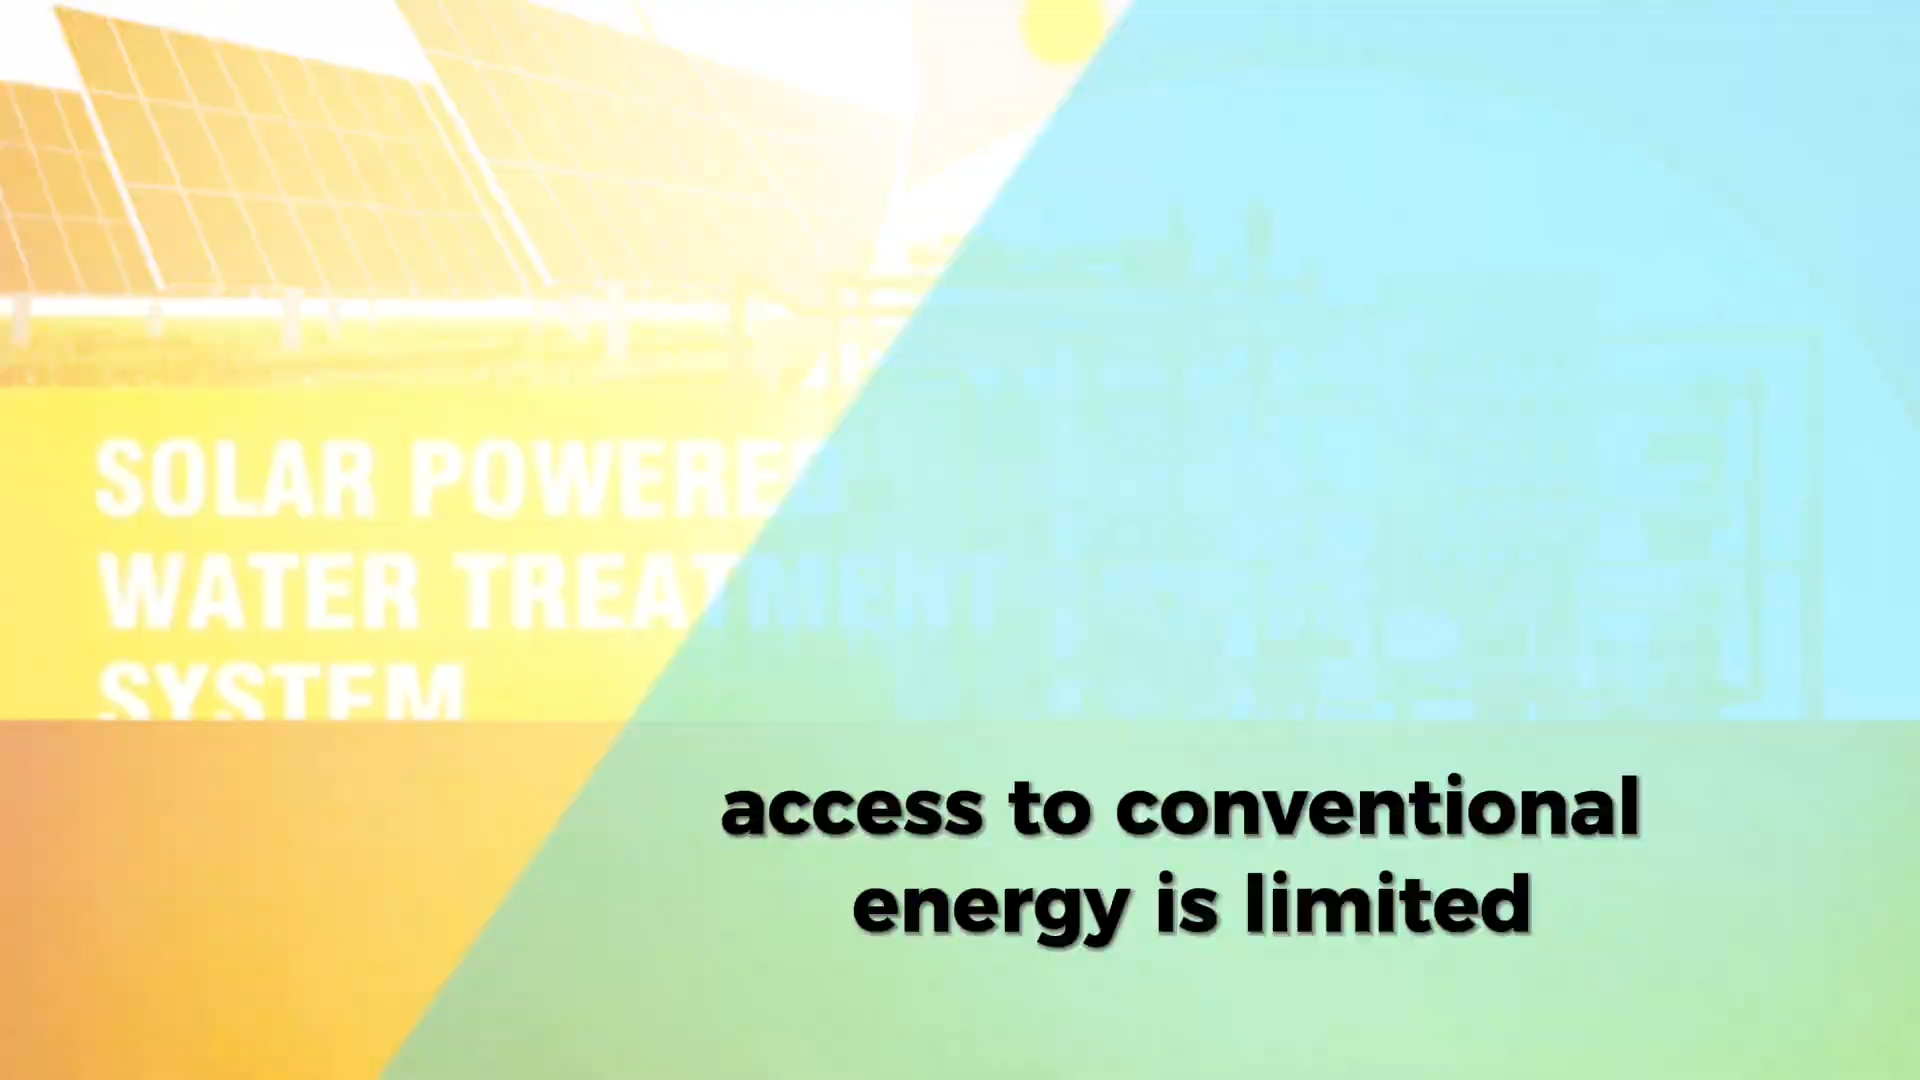 SOLAR POWERED
WATER TREATMENT
SYSTEM
access to conventional
energy is limited